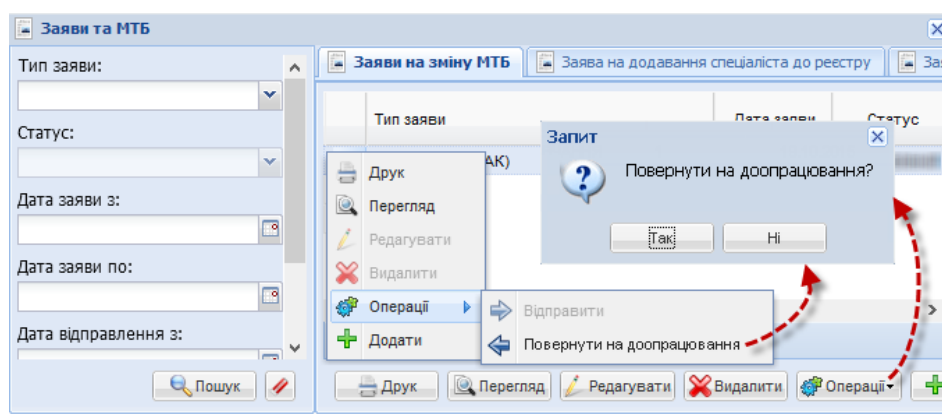 Заяви та МТБ
Тип заяви:
Статус:
Дата заяви з:
Дата заяви по:
Дата відправлення з:
Пошук
Заяви на зміну МТБ
Заява на додавання спеціаліста до реєстру
Тип заяви
Дата заяви
Статус
АК)
Друк
Перегляд
Редагувати
Видалити
Операції
Додати
Відправити
Повернути на доопрацювання
Запит
Повернути на доопрацювання?
Так
Ні
Друк
Перегляд
Редагувати
Видалити
Операції